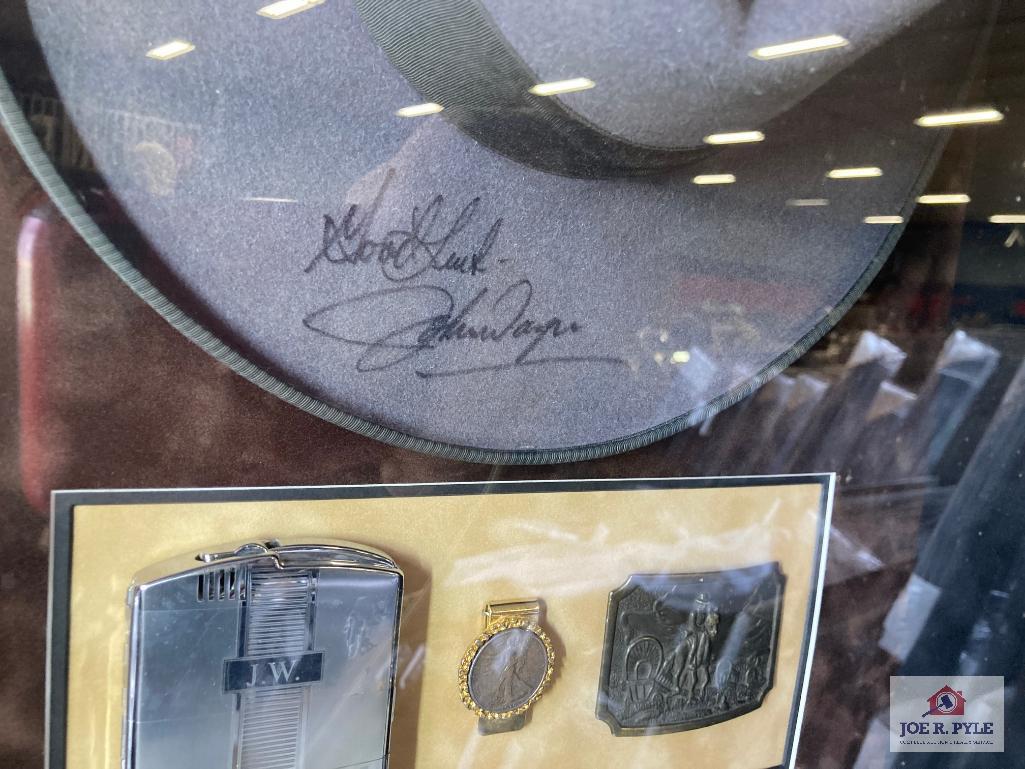 Good Luck-
John Wayne
J.W.
JOE R. PYLE